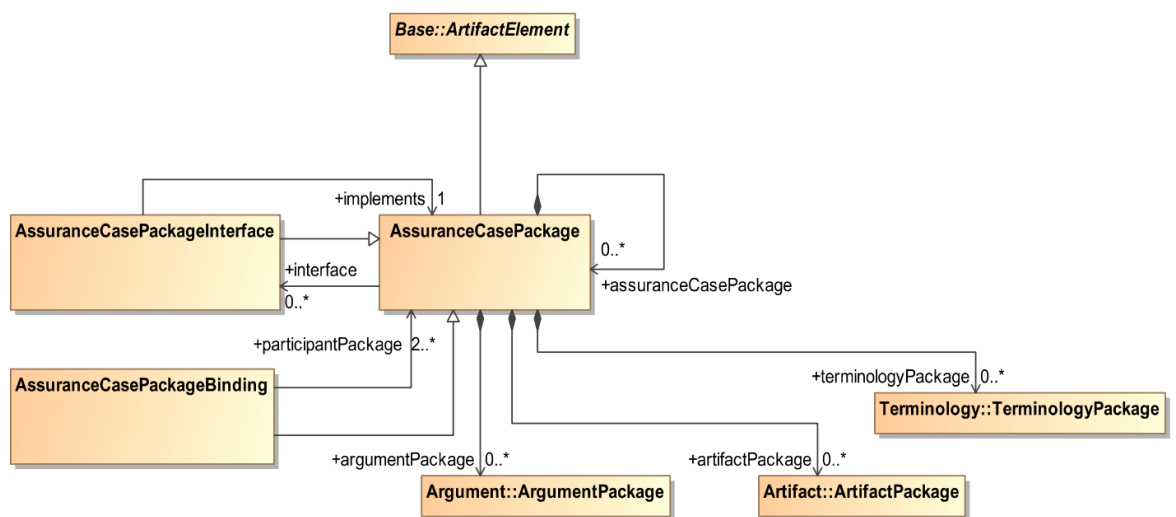 Base::ArtifactElement
+implements 1
AssuranceCasePackageInterface
AssuranceCasePackage
0..*
+interface
0..*
+assuranceCasePackage
+participantPackage 2..*
AssuranceCasePackageBinding
+terminologyPackage 0..*
Terminology::TerminologyPackage
+argumentPackage 0..*
+artifactPackage 0..*
Argument::ArgumentPackage
Artifact::ArtifactPackage